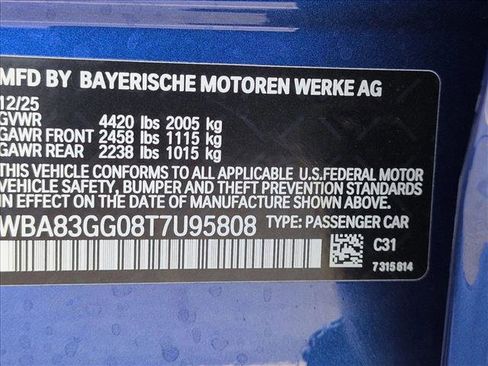 MFD BY BAYERISCHE MOTOREN WERKE AG
12/25
GVWR 4420 lbs 2005 kg
GAWR FRONT 2458 lbs 1115 kg
GAWR REAR 2238 lbs 1015 kg
THIS VEHICLE CONFORMS TO ALL APPLICABLE U.S.FEDERAL MOTOR
VEHICLE SAFETY, BUMPER AND THEFT PREVENTION STANDARDS
IN EFFECT ON THE DATE OF MANUFACTURE SHOWN ABOVE.
WBA83GG08T7U95808 TYPE: PASSENGER CAR
C31
7315814